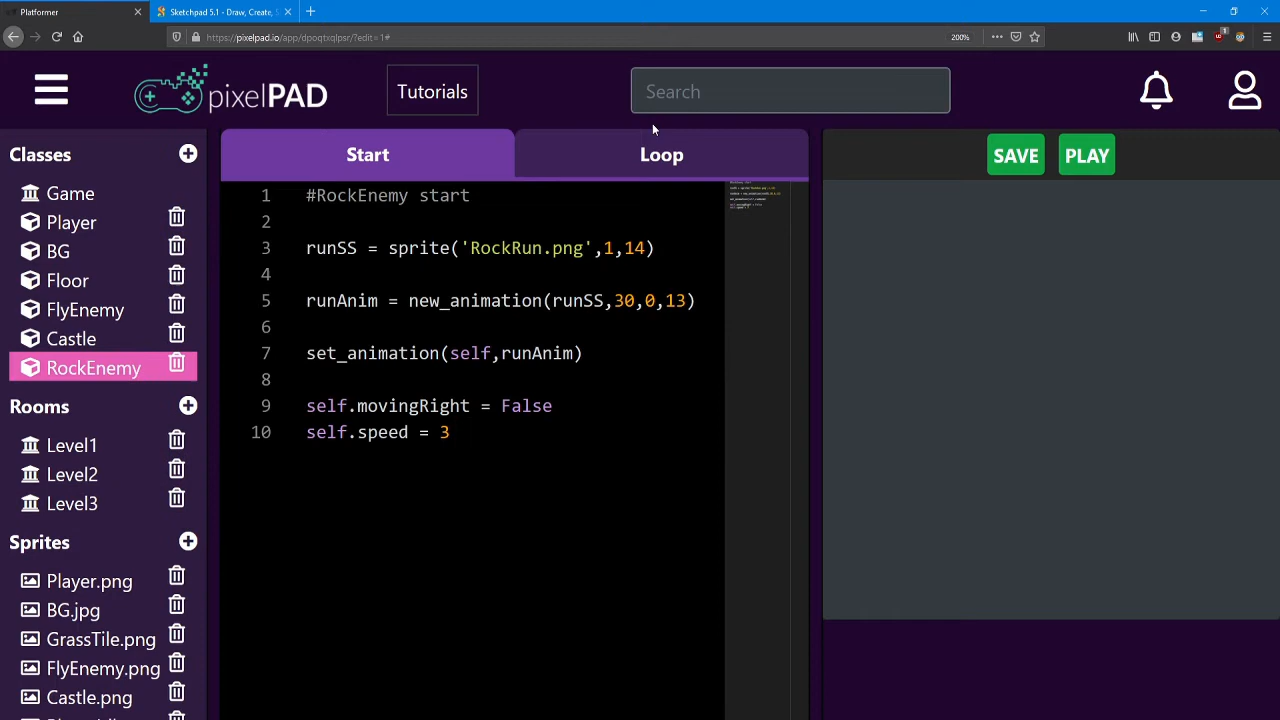 Platformer
Sketchpad 5.1 - Draw, Create,
https://pixelpad.io/app/dpoqtxqlpsr/?edit=1#
200%
pixelPAD
Tutorials
Search
Classes
Game
Player
BG
Floor
FlyEnemy
Castle
RockEnemy
Rooms
Level1
Level2
Level3
Sprites
Player.png
BG.jpg
GrassTile.png
FlyEnemy.png
Castle.png
Start
Loop
1 #RockEnemy start
2
3 runSS = sprite('RockRun.png',1,14)
4
5 runAnim = new_animation(runSS,30,0,13)
6
7 set_animation(self,runAnim)
8
9 self.movingRight = False
10 self.speed = 3
SAVE
PLAY